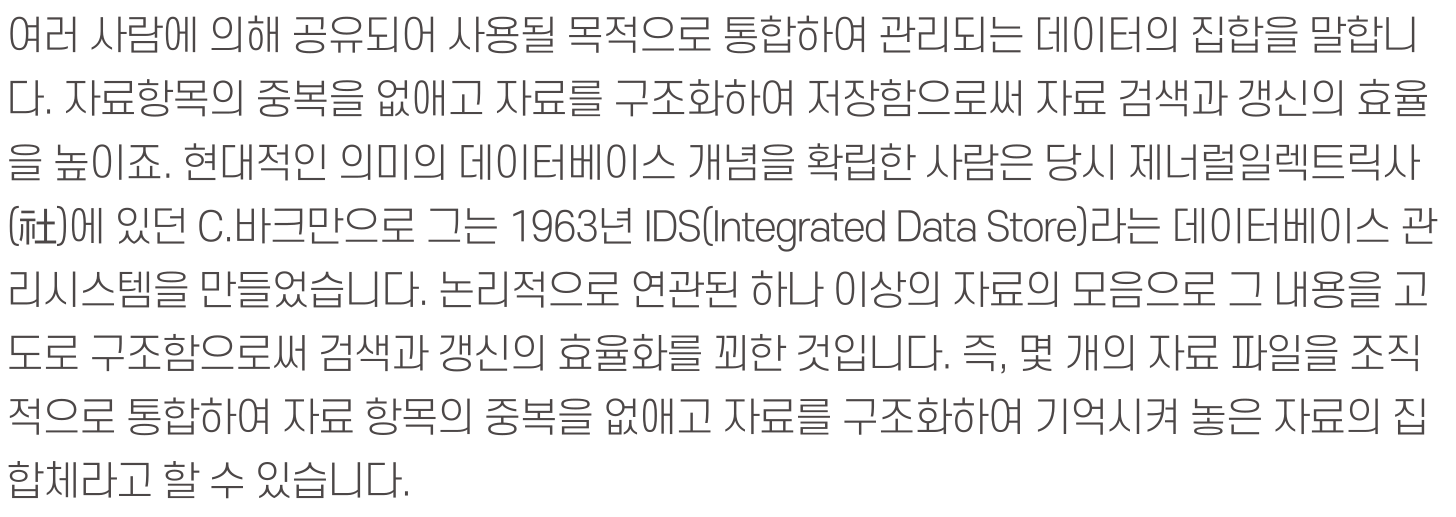 여러 사람에 의해 공유되어 사용될 목적으로 통합하여 관리되는 데이터의 집합을 말합니
다. 자료항목의 중복을 없애고 자료를 구조화하여 저장함으로써 자료 검색과 갱신의 효율
을 높이죠. 현대적인 의미의 데이터베이스 개념을 확립한 사람은 당시 제너럴일렉트릭사
(社)에 있던 C.바크만으로 그는 1963년 IDS(Integrated Data Store)라는 데이터베이스 관
리시스템을 만들었습니다. 논리적으로 연관된 하나 이상의 자료의 모음으로 그 내용을 고
도로 구조함으로써 검색과 갱신의 효율화를 꾀한 것입니다. 즉, 몇 개의 자료 파일을 조직
적으로 통합하여 자료 항목의 중복을 없애고 자료를 구조화하여 기억시켜 놓은 자료의 집
합체라고 할 수 있습니다.